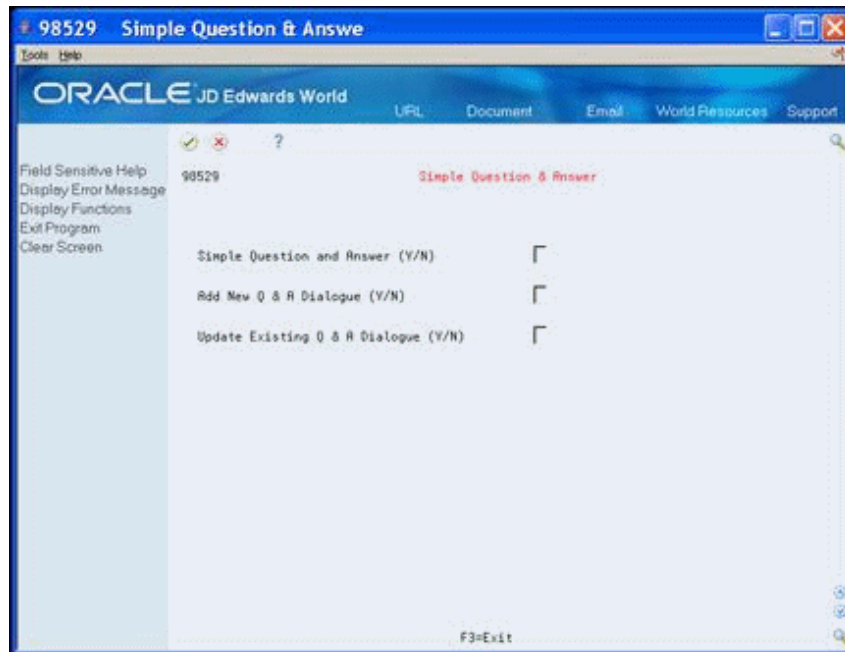 98529 Simple Question & Answe
Tools Help
ORACLE JD Edwards World
URL Document Email World Resources Support
?
Field Sensitive Help
Display Error Message
Display Functions
Exit Program
Clear Screen
98529 Simple Question & Answer
Simple Question and Answer (Y/N)
Add New Q & A Dialogue (Y/N)
Update Existing Q & A Dialogue (Y/N)
F3=Exit